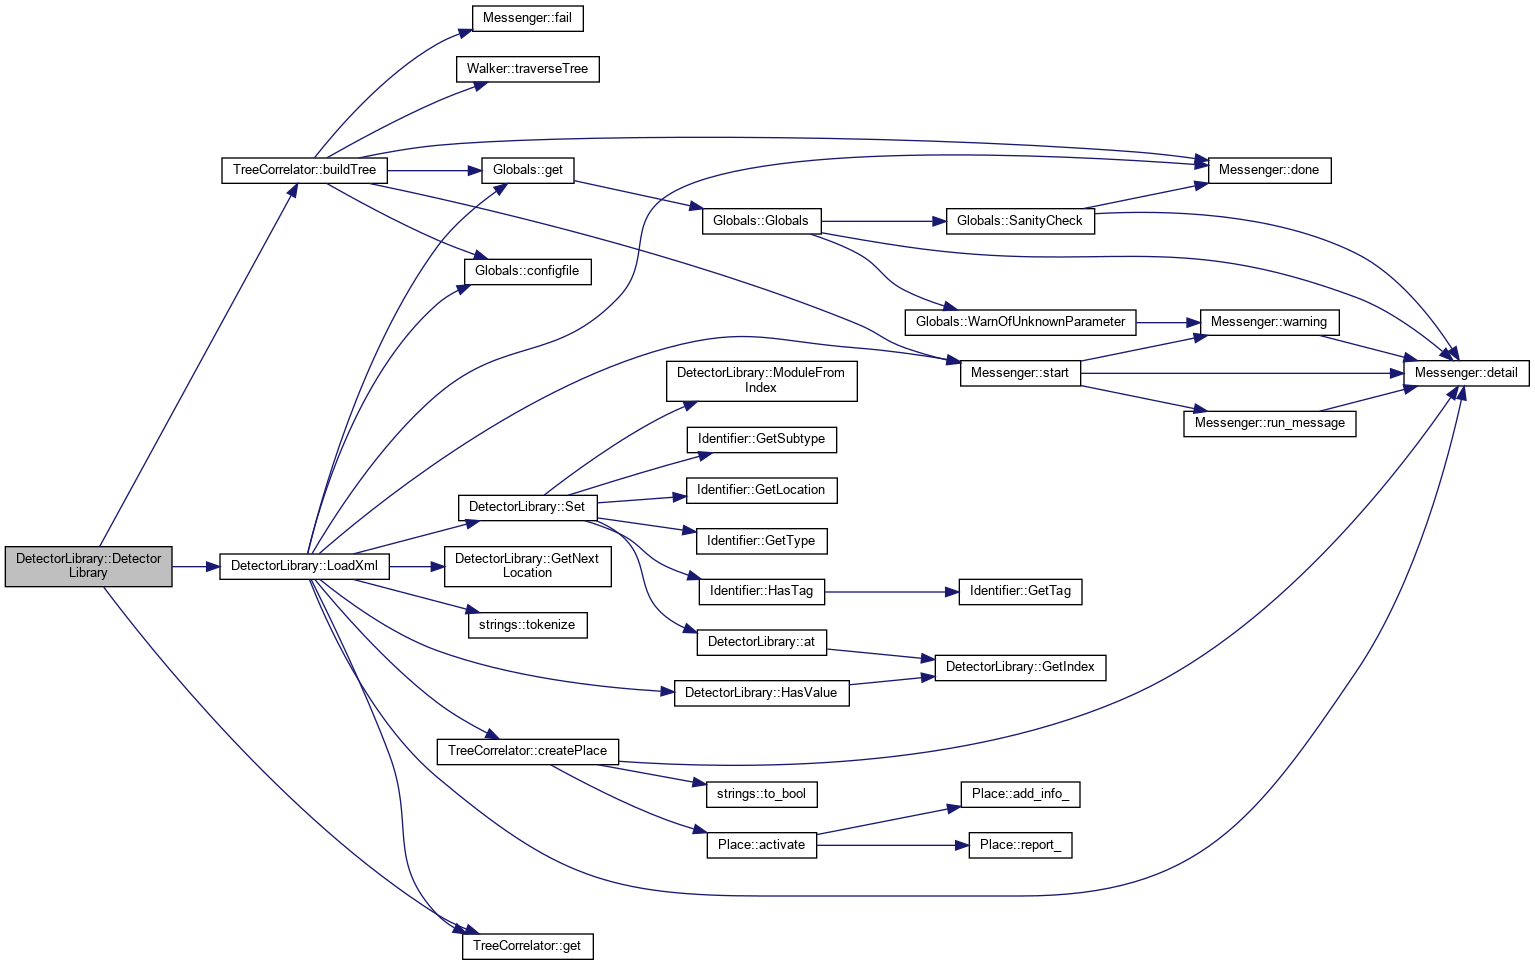 Messenger::fail
Walker::traverseTree
TreeCorrelator::buildTree
Globals::get
Messenger::done
Globals::Globals
Globals::SanityCheck
Globals::configfile
Globals::WarnOfUnknownParameter
Messenger::warning
Messenger::start
Messenger::detail
DetectorLibrary::ModuleFrom
Index
Messenger::run_message
Identifier::GetSubtype
Identifier::GetLocation
DetectorLibrary::Set
Identifier::GetType
DetectorLibrary::Detector
Library
DetectorLibrary::LoadXml
DetectorLibrary::GetNext
Location
Identifier::HasTag
Identifier::GetTag
strings::tokenize
DetectorLibrary::at
DetectorLibrary::GetIndex
DetectorLibrary::HasValue
TreeCorrelator::createPlace
strings::to_bool
Place::add_info_
Place::activate
Place::report_
TreeCorrelator::get